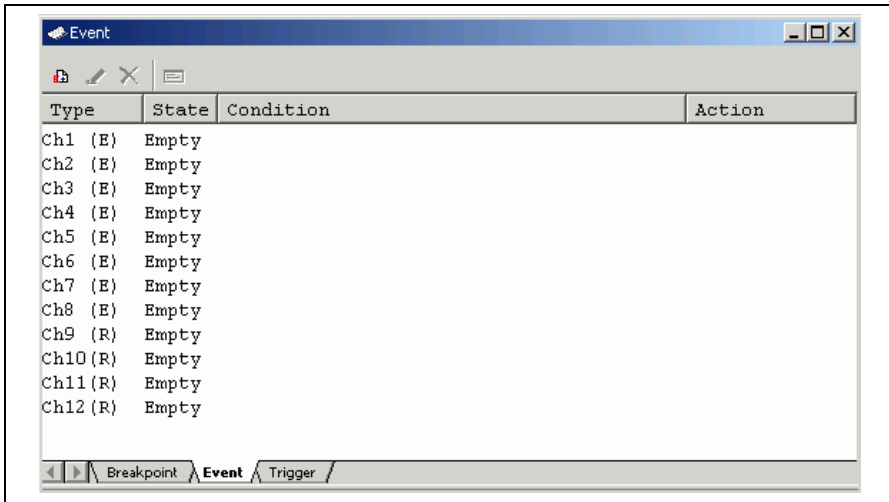 Event
Type State Condition Action
Ch1 (E) Empty
Ch2 (E) Empty
Ch3 (E) Empty
Ch4 (E) Empty
Ch5 (E) Empty
Ch6 (E) Empty
Ch7 (E) Empty
Ch8 (E) Empty
Ch9 (R) Empty
Ch10(R) Empty
Ch11(R) Empty
Ch12(R) Empty
Breakpoint Event Trigger